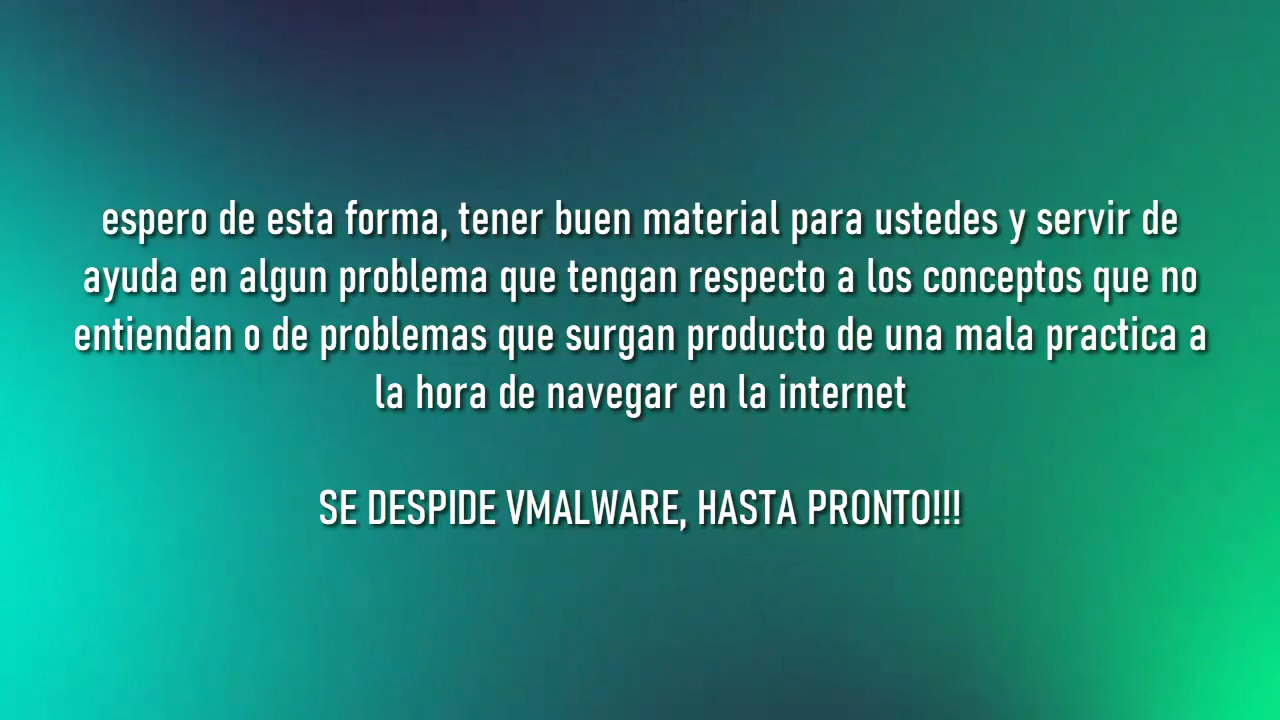 espero de esta forma, tener buen material para ustedes y servir de
ayuda en algun problema que tengan respecto a los conceptos que no
entiendan o de problemas que surgan producto de una mala practica a
la hora de navegar en la internet
SE DESPIDE VMALWARE, HASTA PRONTO!!!